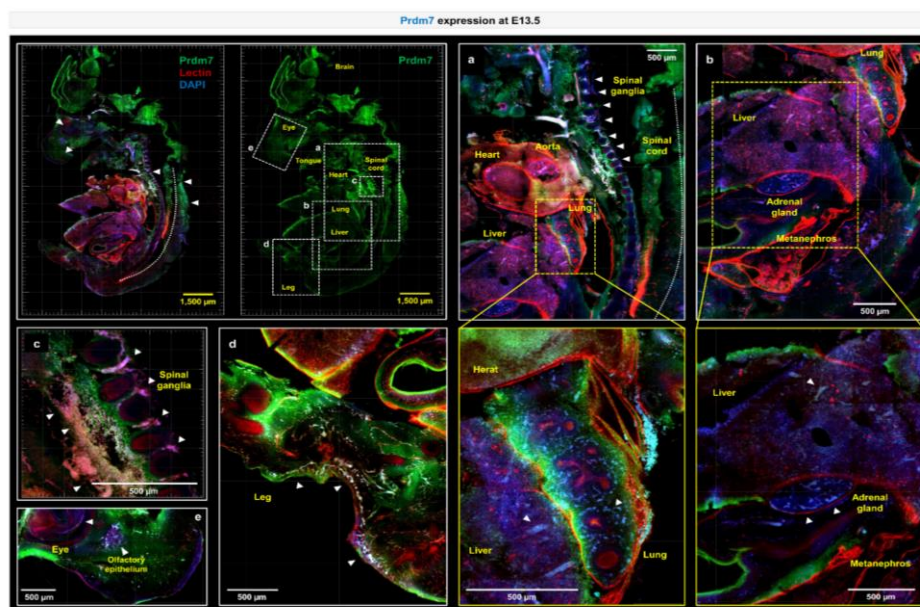 Prdm7 expression at E13.5
Prdm7
Lectin
DAPI
1,500 µm
Prdm7
Brain
Eye
e
Tongue
a
Heart
Spinal
cord
c
b
Lung
Liver
d
Leg
1,500 µm
a
500 µm
Spinal
ganglia
Spinal
cord
Heart
Aorta
Lung
Liver
b
Lung
Liver
Adrenal
gland
Metanephros
500 µm
c
Spinal
ganglia
500 µm
d
Leg
500 µm
Herat
Liver
Lung
500 µm
Liver
Adrenal
gland
Metanephros
500 µm
e
Eye
Olfactory
epithelium
500 µm